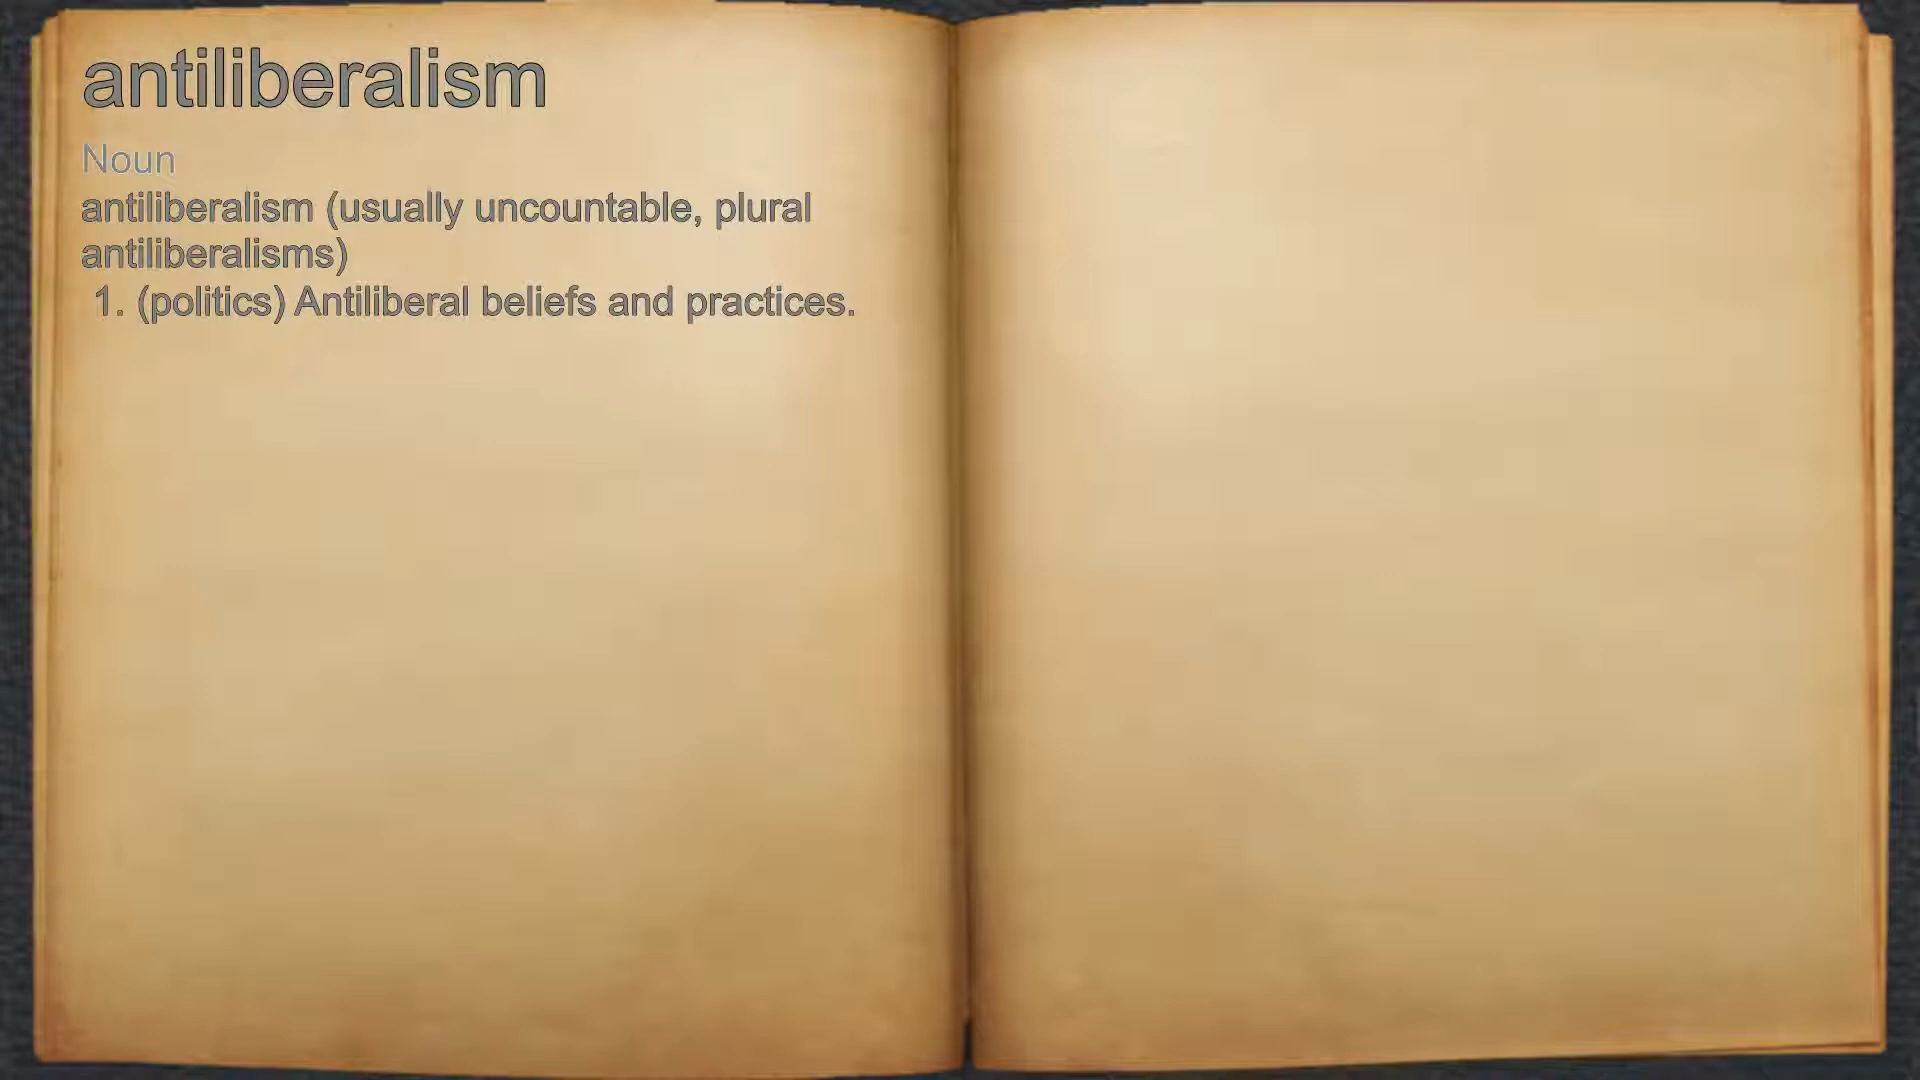 antiliberalism
Noun
antiliberalism (usually uncountable, plural
antiliberalisms)
1. (politics) Antiliberal beliefs and practices.